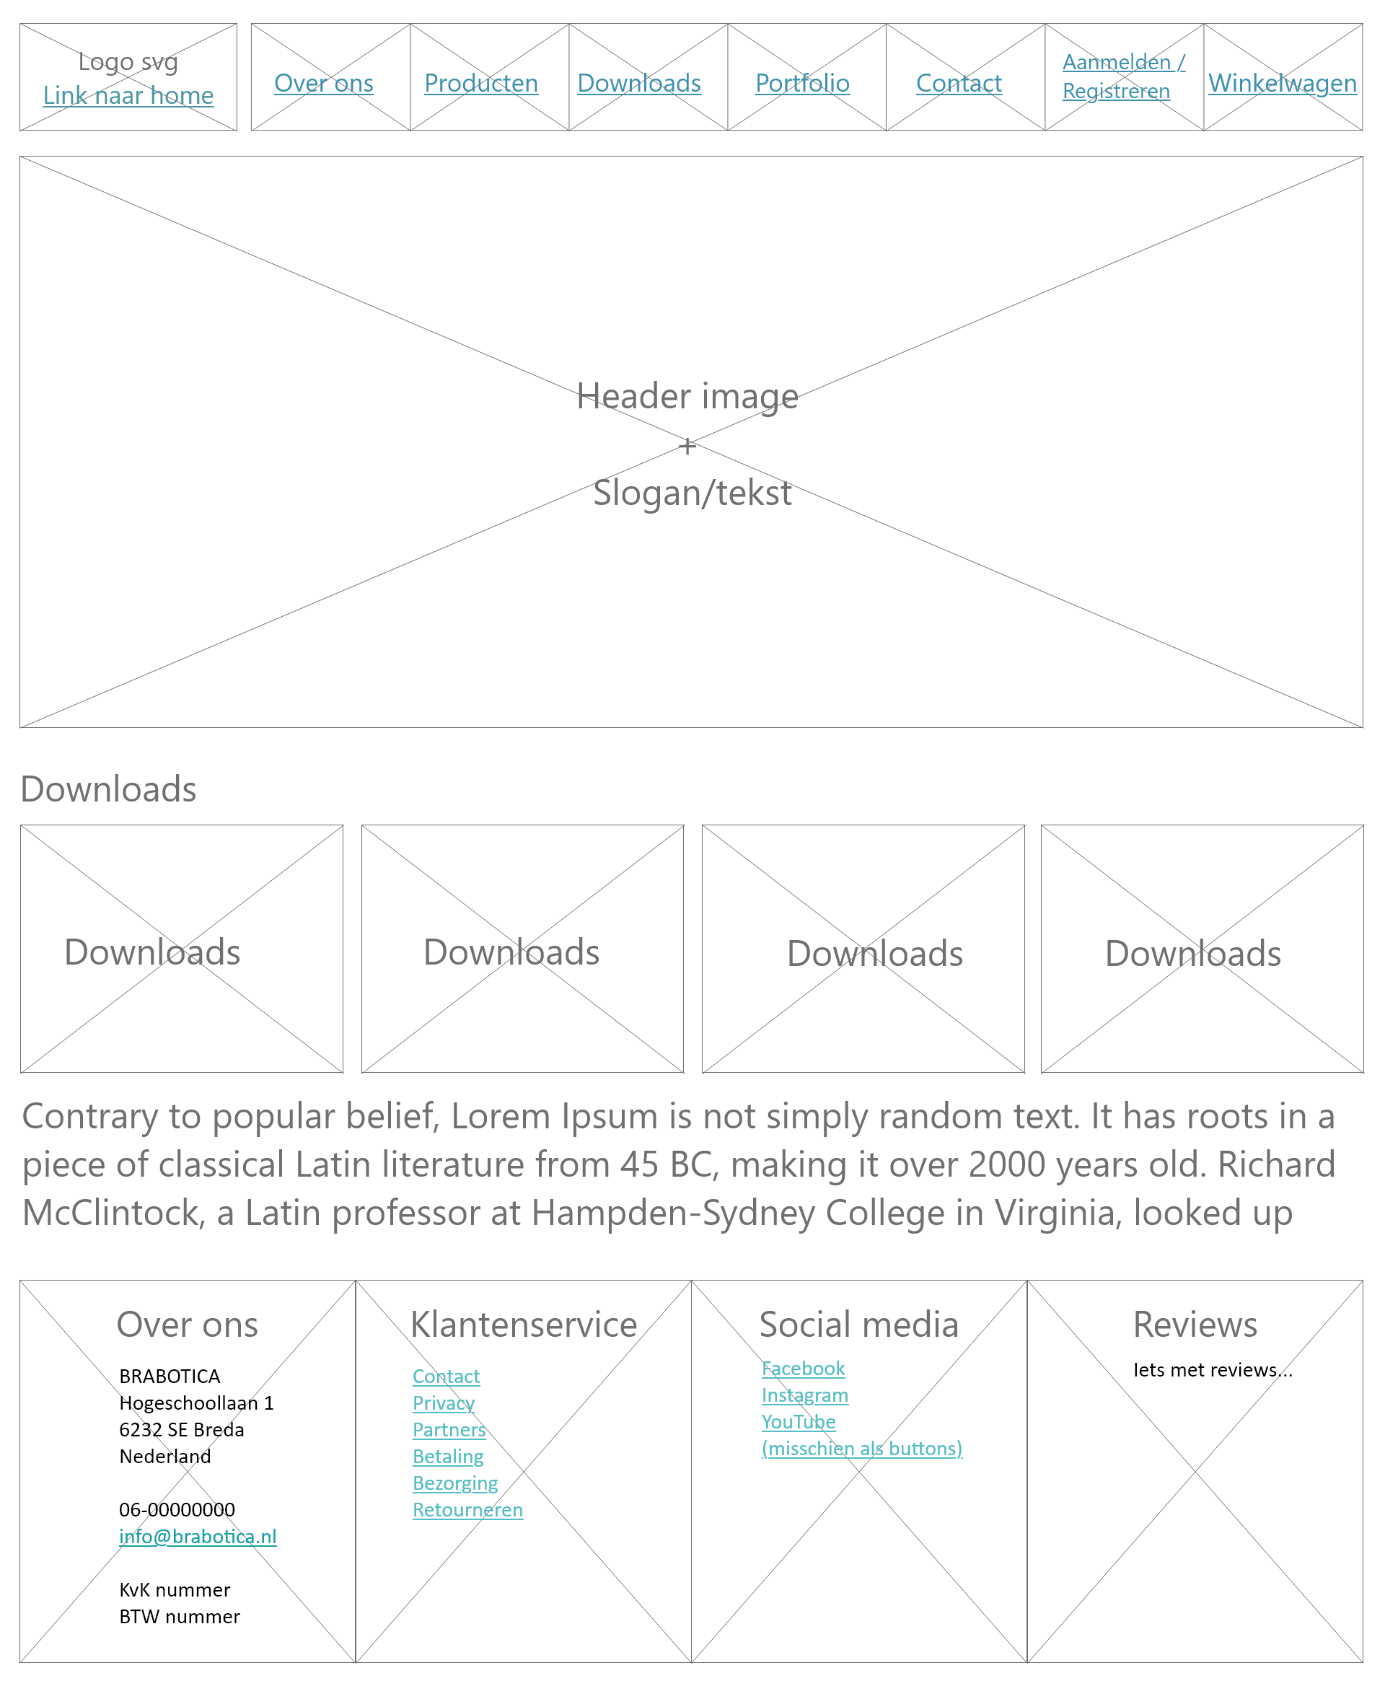 Logo svg
Link naar home
Over ons
Producten
Downloads
Portfolio
Contact
Aanmelden /
Registreren
Winkelwagen
Header image
+
Slogan/tekst
Downloads
Downloads
Downloads
Downloads
Downloads
Contrary to popular belief, Lorem Ipsum is not simply random text. It has roots in a
piece of classical Latin literature from 45 BC, making it over 2000 years old. Richard
McClintock, a Latin professor at Hampden-Sydney College in Virginia, looked up
Over ons
BRABOTICA
Hogeschoollaan 1
6232 SE Breda
Nederland
06-00000000
info@brabotica.nl
KvK nummer
BTW nummer
Klantenservice
Contact
Privacy
Partners
Betaling
Bezorging
Retourneren
Social media
Facebook
Instagram
YouTube
(misschien als buttons)
Reviews
Iets met reviews...